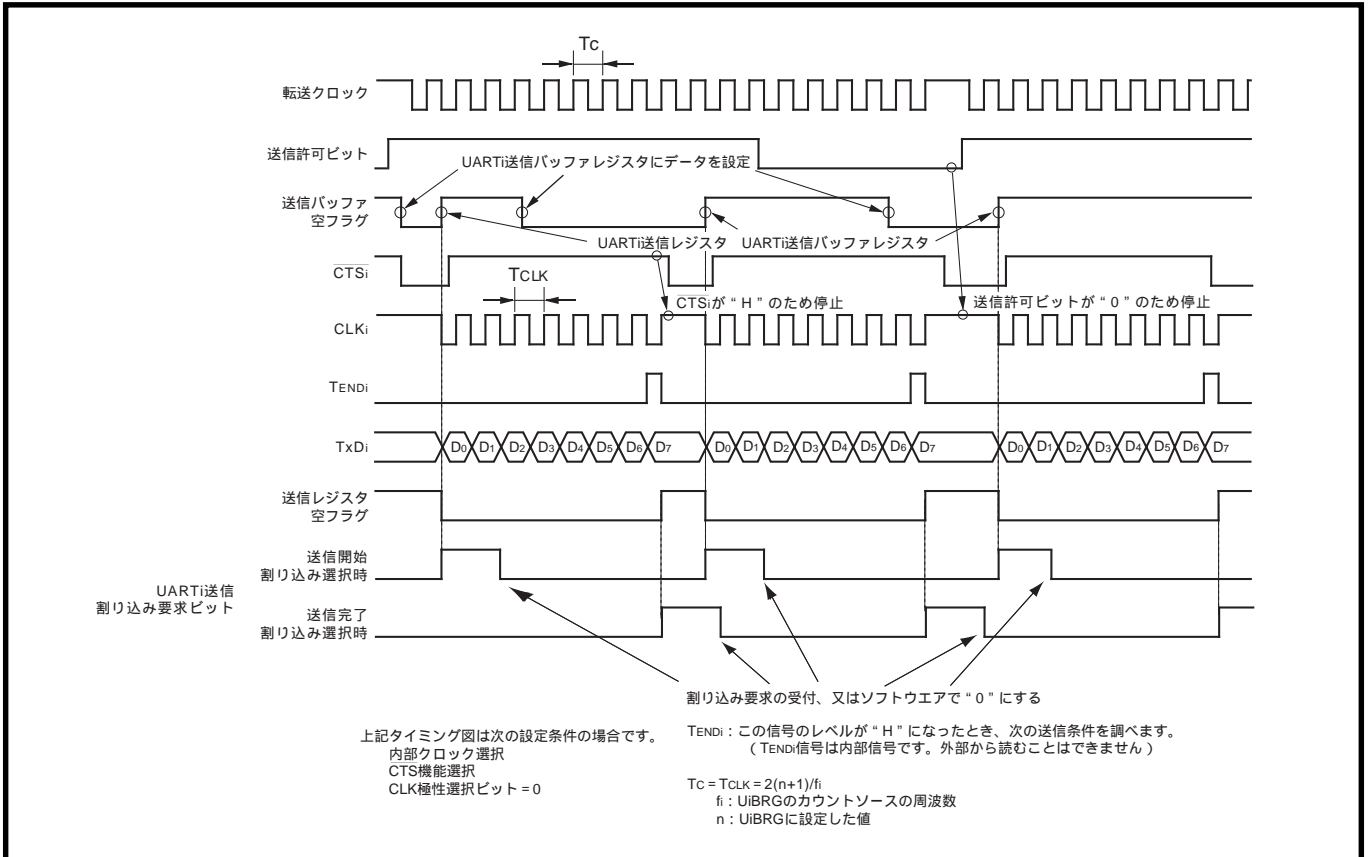 Tc
転送クロック
送信許可ビット
UARTi送信バッファレジスタにデータを設定
送信バッファ
空フラグ
UARTi送信レジスタ UARTi送信バッファレジスタ
CTSi
TCLK
CTSiが“H”のため停止
送信許可ビットが“0”のため停止
CLKi
TENDi
TxDi
D0 D1 D2 D3 D4 D5 D6 D7 D0 D1 D2 D3 D4 D5 D6 D7 D0 D1 D2 D3 D4 D5 D6 D7
送信レジスタ
空フラグ
送信開始
割り込み選択時
UARTi送信
割り込み要求ビット
送信完了
割り込み選択時
割り込み要求の受付、又はソフトウエアで“0”にする
上記タイミング図は次の設定条件の場合です。
内部クロック選択
CTS機能選択
CLK極性選択ビット = 0
TENDi:この信号のレベルが“H”になったとき、次の送信条件を調べます。
(TENDi信号は内部信号です。外部から読むことはできません)
TC = TCLK = 2(n+1)/fi
fi : UiBRGのカウントソースの周波数
n : UiBRGに設定した値